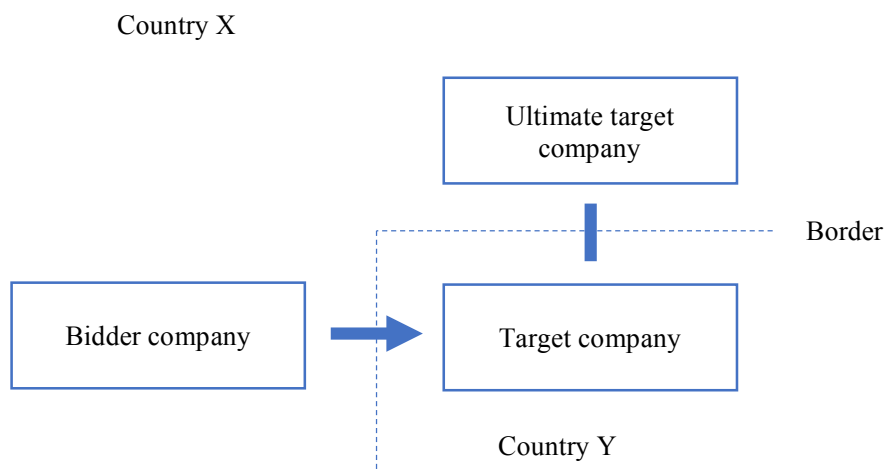 Country X
Ultimate target
company
Border
Bidder company
Target company
Country Y